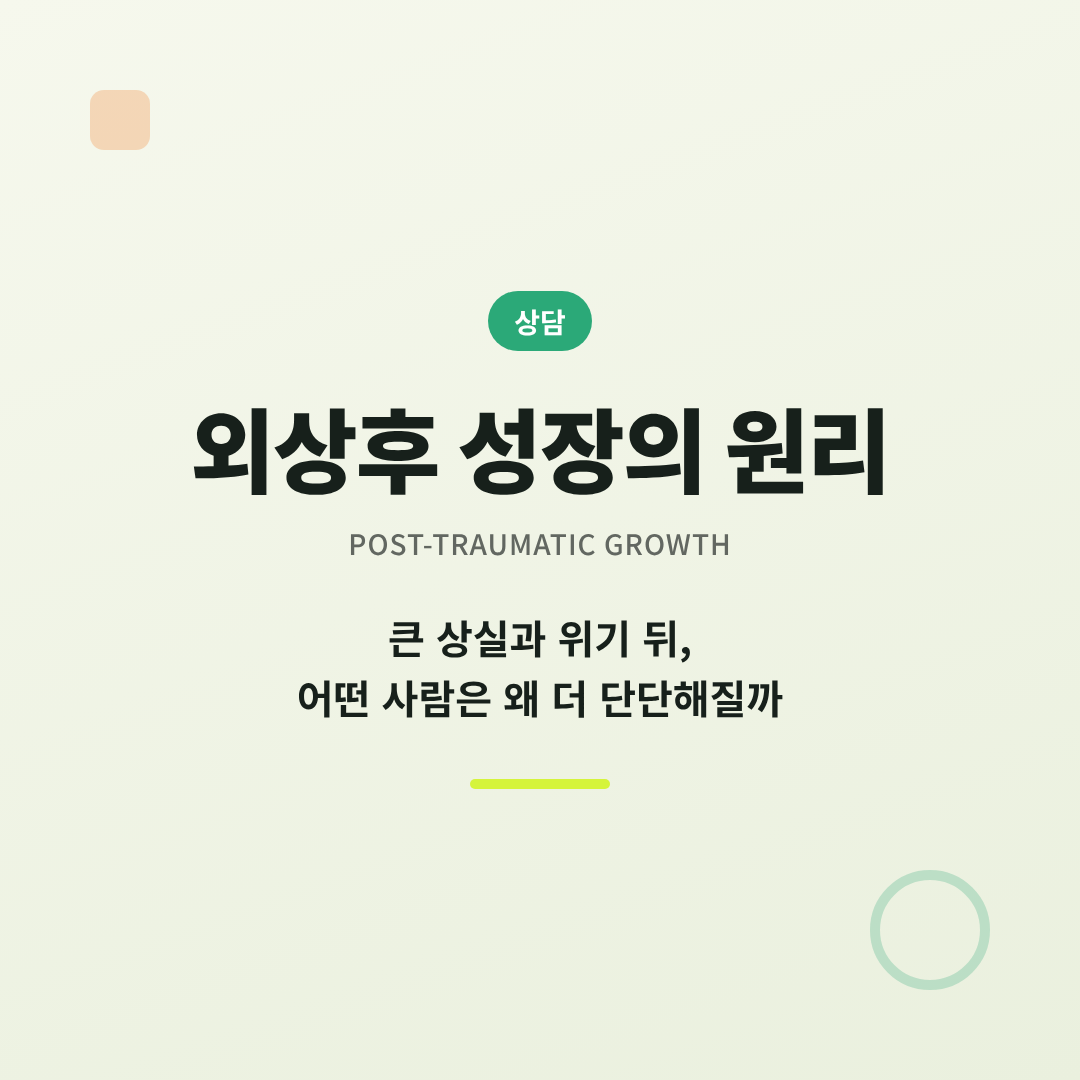 상담
외상후 성장의 원리
POST-TRAUMATIC GROWTH
큰 상실과 위기 뒤,
어떤 사람은 왜 더 단단해질까